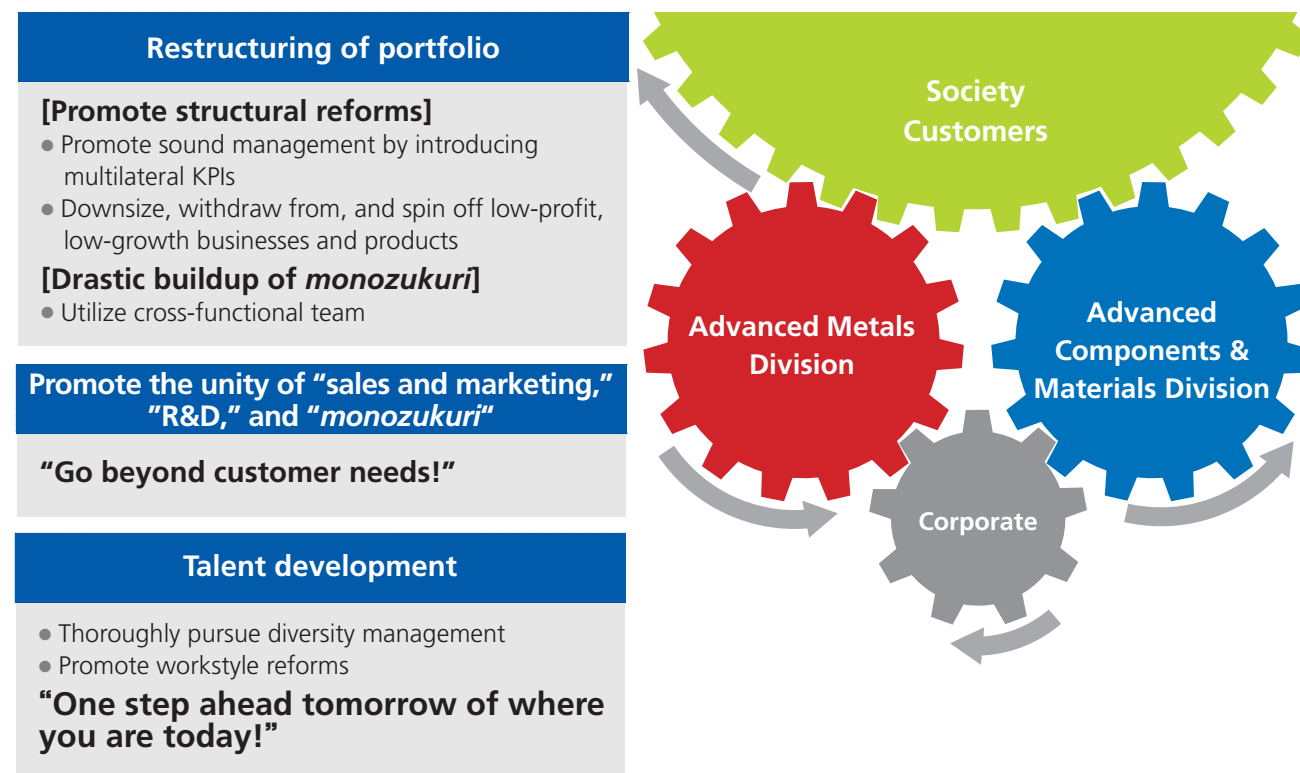 Restructuring of portfolio
[Promote structural reforms]
● Promote sound management by introducing
multilateral KPIs
● Downsize, withdraw from, and spin off low-profit,
low-growth businesses and products
[Drastic buildup of monozukuri]
● Utilize cross-functional team
Promote the unity of “sales and marketing,”
”R&D,” and “monozukuri“
“Go beyond customer needs!”
Talent development
● Thoroughly pursue diversity management
● Promote workstyle reforms
“One step ahead tomorrow of where
you are today!”
Society
Customers
Advanced Metals
Division
Advanced
Components &
Materials Division
Corporate